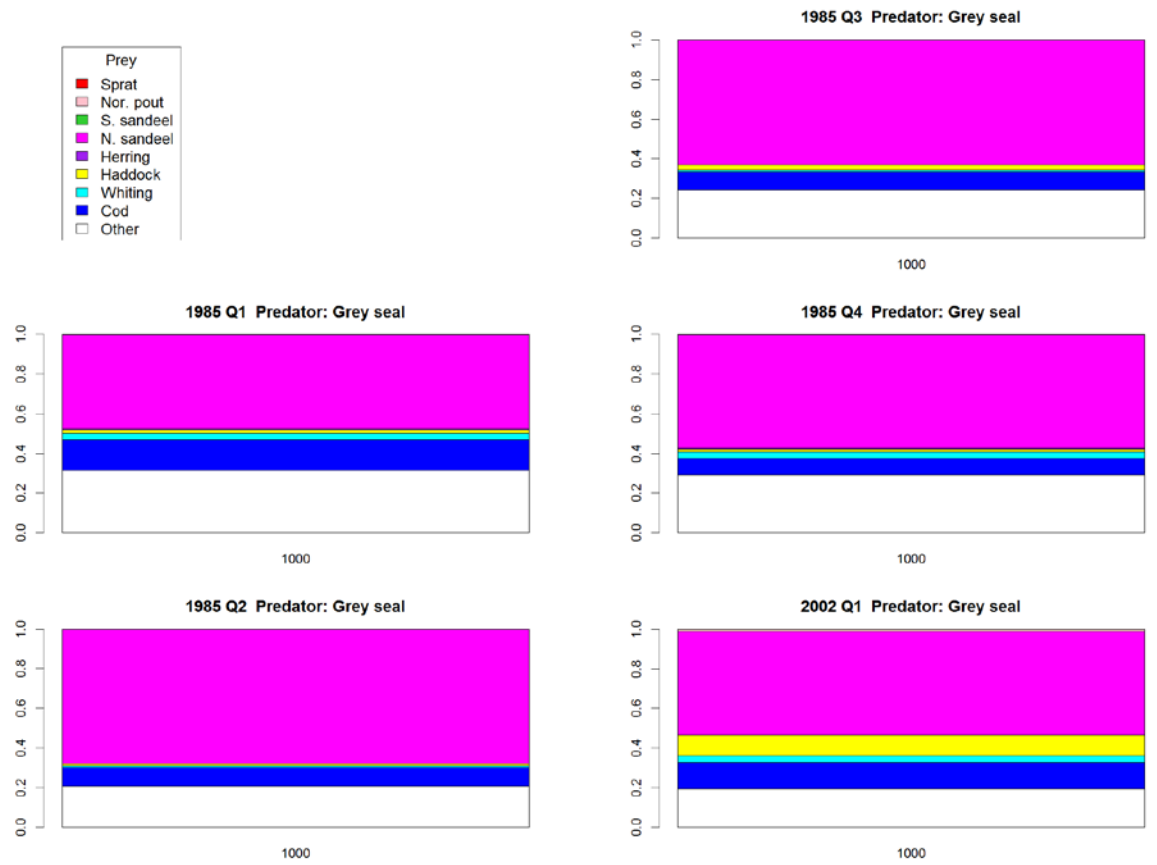 Prey
Sprat
Nor. pout
S. sandeel
N. sandeel
Herring
Haddock
Whiting
Cod
Other
1985 Q3 Predator: Grey seal
1.0
0.8
0.6
0.4
0.2
0.0
1000
1985 Q1 Predator: Grey seal
1.0
0.8
0.6
0.4
0.2
0.0
1000
1985 Q4 Predator: Grey seal
1.0
0.8
0.6
0.4
0.2
0.0
1000
1985 Q2 Predator: Grey seal
1.0
0.8
0.6
0.4
0.2
0.0
1000
2002 Q1 Predator: Grey seal
1.0
0.8
0.6
0.4
0.2
0.0
1000